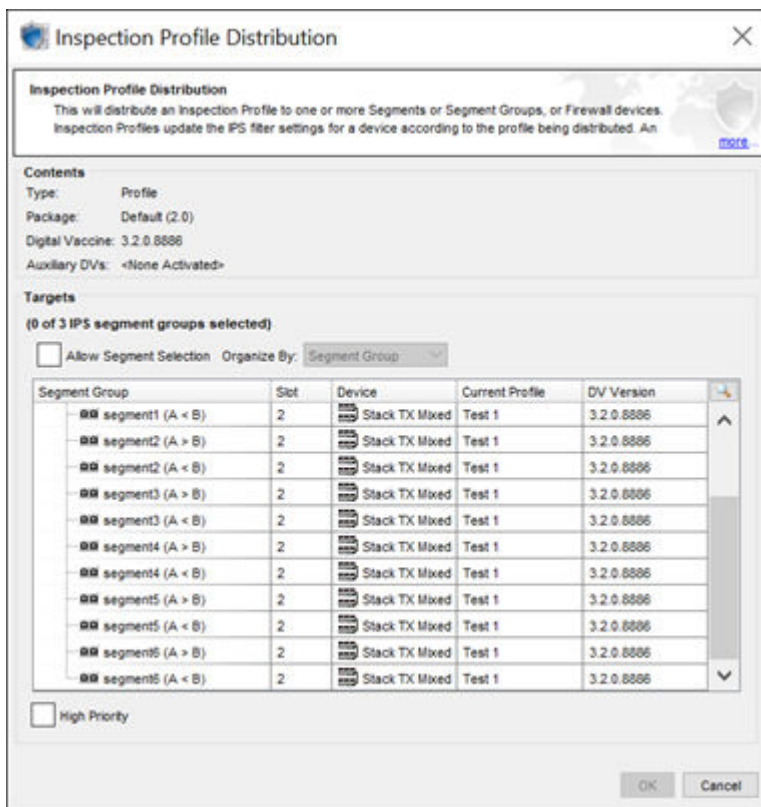 Inspection Profile Distribution
Inspection Profile Distribution
This will distribute an Inspection Profile to one or more Segments or Segment Groups, or Firewall devices.
Inspection Profiles update the IPS filter settings for a device according to the profile being distributed. An
more...
Contents
Type: Profile
Package: Default (2.0)
Digital Vaccine: 3.2.0.8886
Auxiliary DVs: <None Activated>
Targets
(0 of 3 IPS segment groups selected)
Allow Segment Selection Organize By: Segment Group
Segment Group Slot Device Current Profile DV Version
segment1 (A < B) 2 Stack TX Mixed Test 1 3.2.0.8886
segment2 (A > B) 2 Stack TX Mixed Test 1 3.2.0.8886
segment2 (A < B) 2 Stack TX Mixed Test 1 3.2.0.8886
segment3 (A > B) 2 Stack TX Mixed Test 1 3.2.0.8886
segment3 (A < B) 2 Stack TX Mixed Test 1 3.2.0.8886
segment4 (A > B) 2 Stack TX Mixed Test 1 3.2.0.8886
segment4 (A < B) 2 Stack TX Mixed Test 1 3.2.0.8886
segment5 (A > B) 2 Stack TX Mixed Test 1 3.2.0.8886
segment5 (A < B) 2 Stack TX Mixed Test 1 3.2.0.8886
segment6 (A > B) 2 Stack TX Mixed Test 1 3.2.0.8886
segment6 (A < B) 2 Stack TX Mixed Test 1 3.2.0.8886
High Priority
OK Cancel